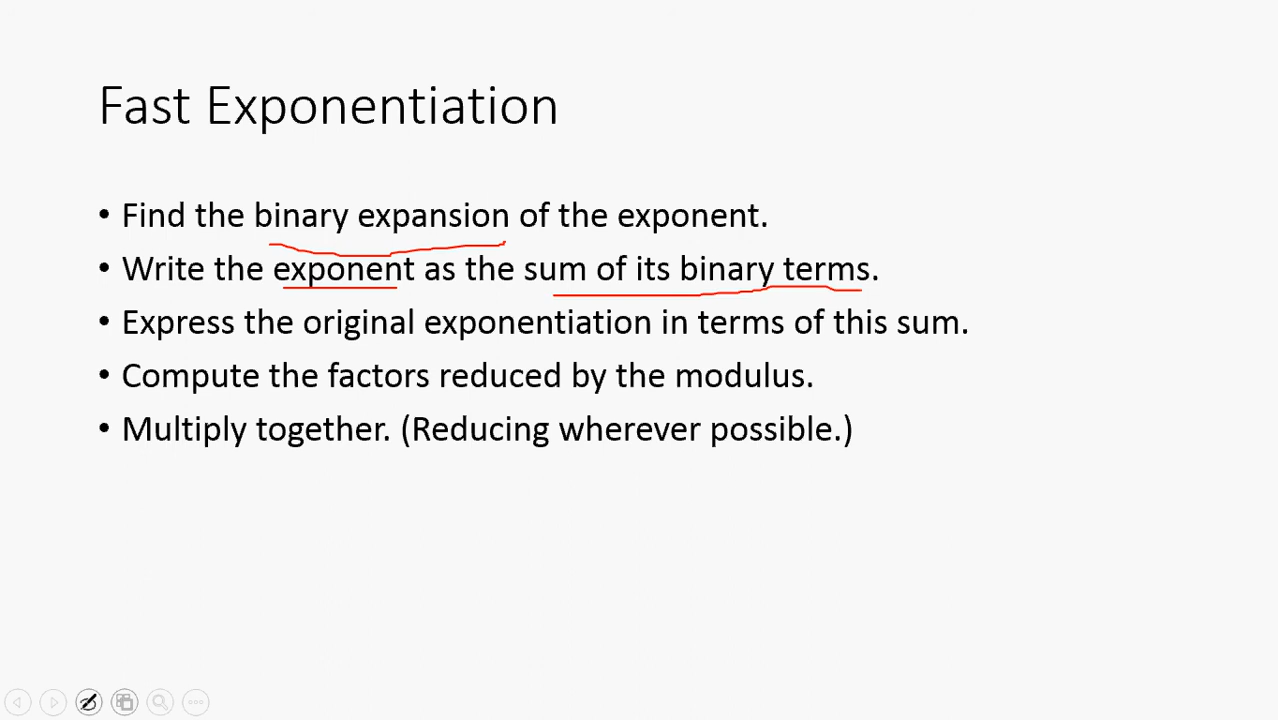 Fast Exponentiation
• Find the binary expansion of the exponent.
• Write the exponent as the sum of its binary terms.
• Express the original exponentiation in terms of this sum.
• Compute the factors reduced by the modulus.
• Multiply together. (Reducing wherever possible.)